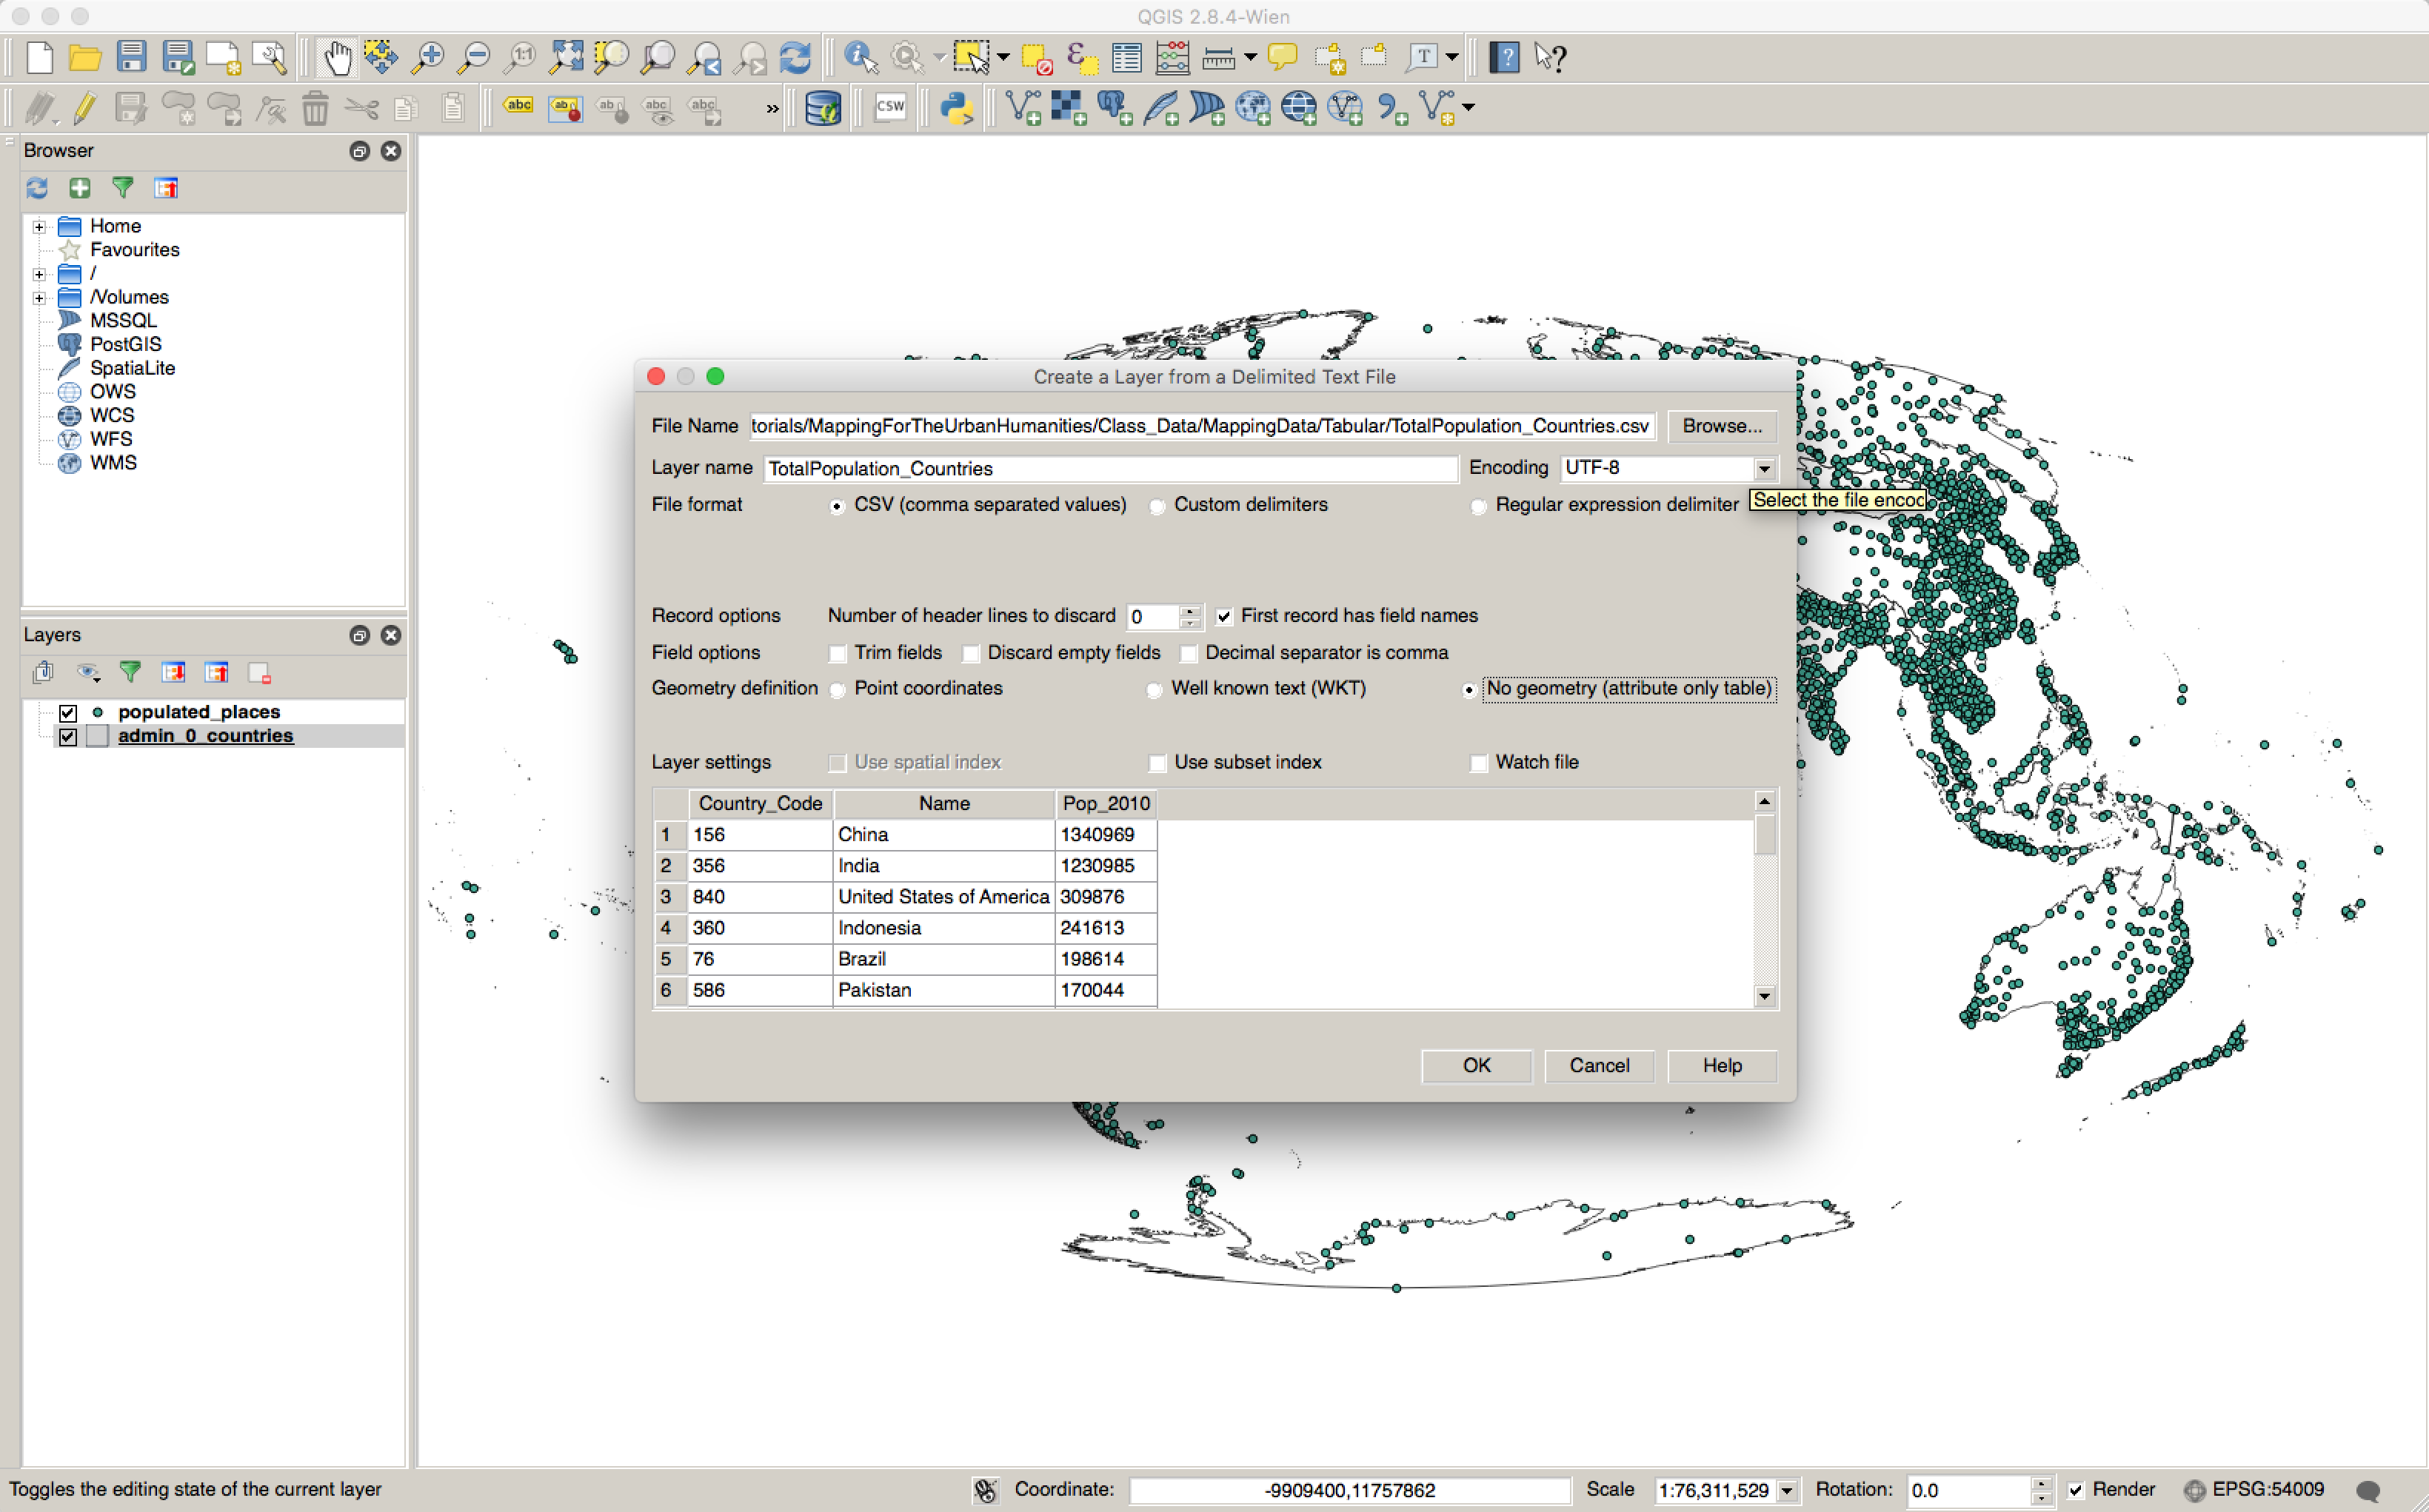 QGIS 2.8.4-Wien
1:1
T
?
?
abc
ab
ab
abc
abc
»
CSW
Browser
Home
Favourites
/
/Volumes
MSSQL
PostGIS
SpatiaLite
OWS
WCS
WFS
WMS
Layers
populated_places
admin_0_countries
Create a Layer from a Delimited Text File
File Name torials/MappingForTheUrbanHumanities/Class_Data/MappingData/Tabular/TotalPopulation_Countries.csv Browse...
Layer name TotalPopulation_Countries Encoding UTF-8
File format CSV (comma separated values) Custom delimiters Regular expression delimiter
Select the file encoc
Record options Number of header lines to discard 0 First record has field names
Field options Trim fields Discard empty fields Decimal separator is comma
Geometry definition Point coordinates Well known text (WKT) No geometry (attribute only table)
Layer settings Use spatial index Use subset index Watch file
Country_Code Name Pop_2010
1 156 China 1340969
2 356 India 1230985
3 840 United States of America 309876
4 360 Indonesia 241613
5 76 Brazil 198614
6 586 Pakistan 170044
OK Cancel Help
Toggles the editing state of the current layer Coordinate: -9909400,11757862 Scale 1:76,311,529 Rotation: 0.0 Render EPSG:54009